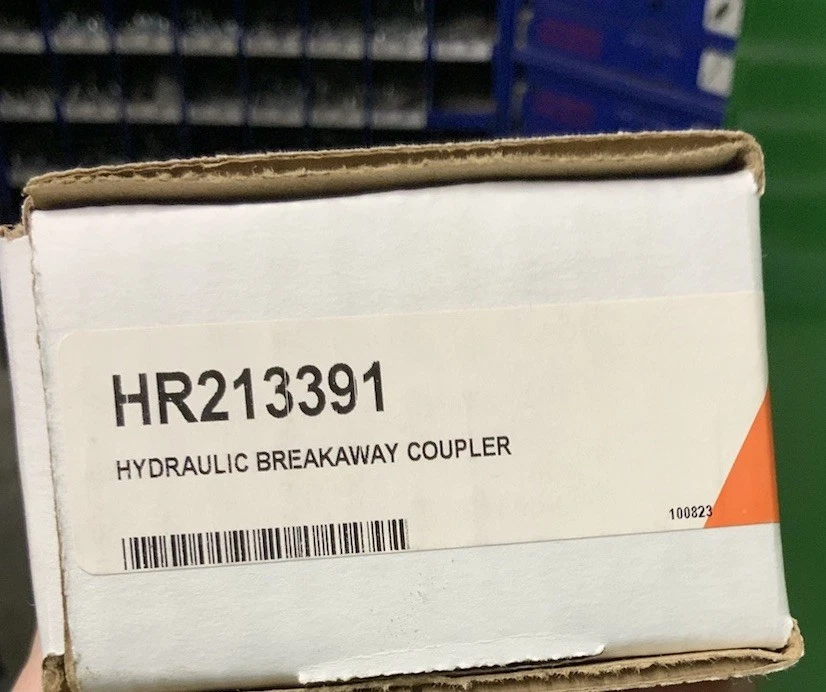 HR213391
HYDRAULIC BREAKAWAY COUPLER
100823